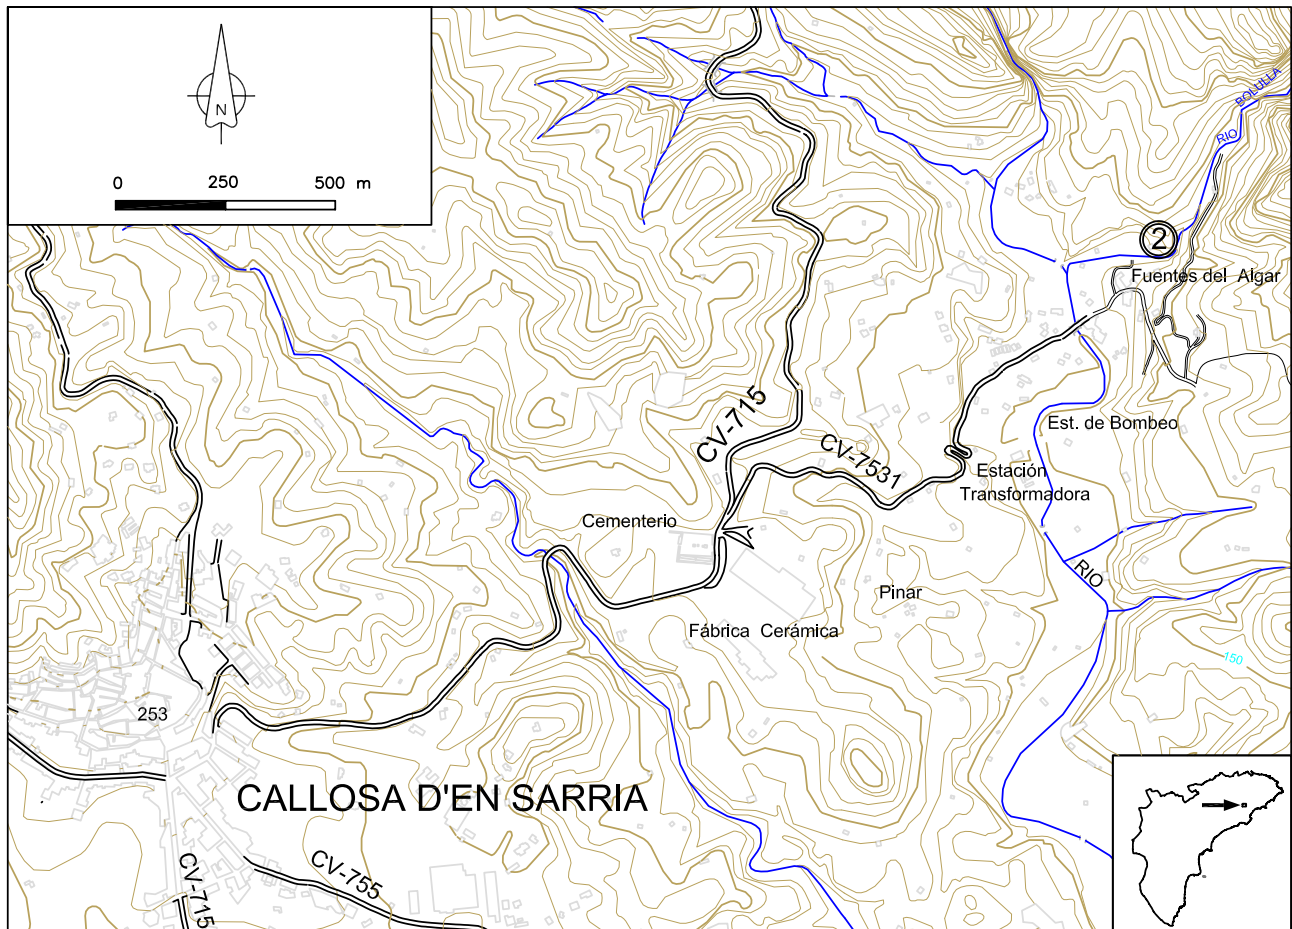 N
0 250 500 m
RIO BOLULLA
2
Fuentes del Algar
CV-715
CV-7531
Est. de Bombeo
Estación
Transformadora
Cementerio
RIO
Pinar
Fábrica Cerámica
150
253
CALLOSA D'EN SARRIA
CV-755
CV-715